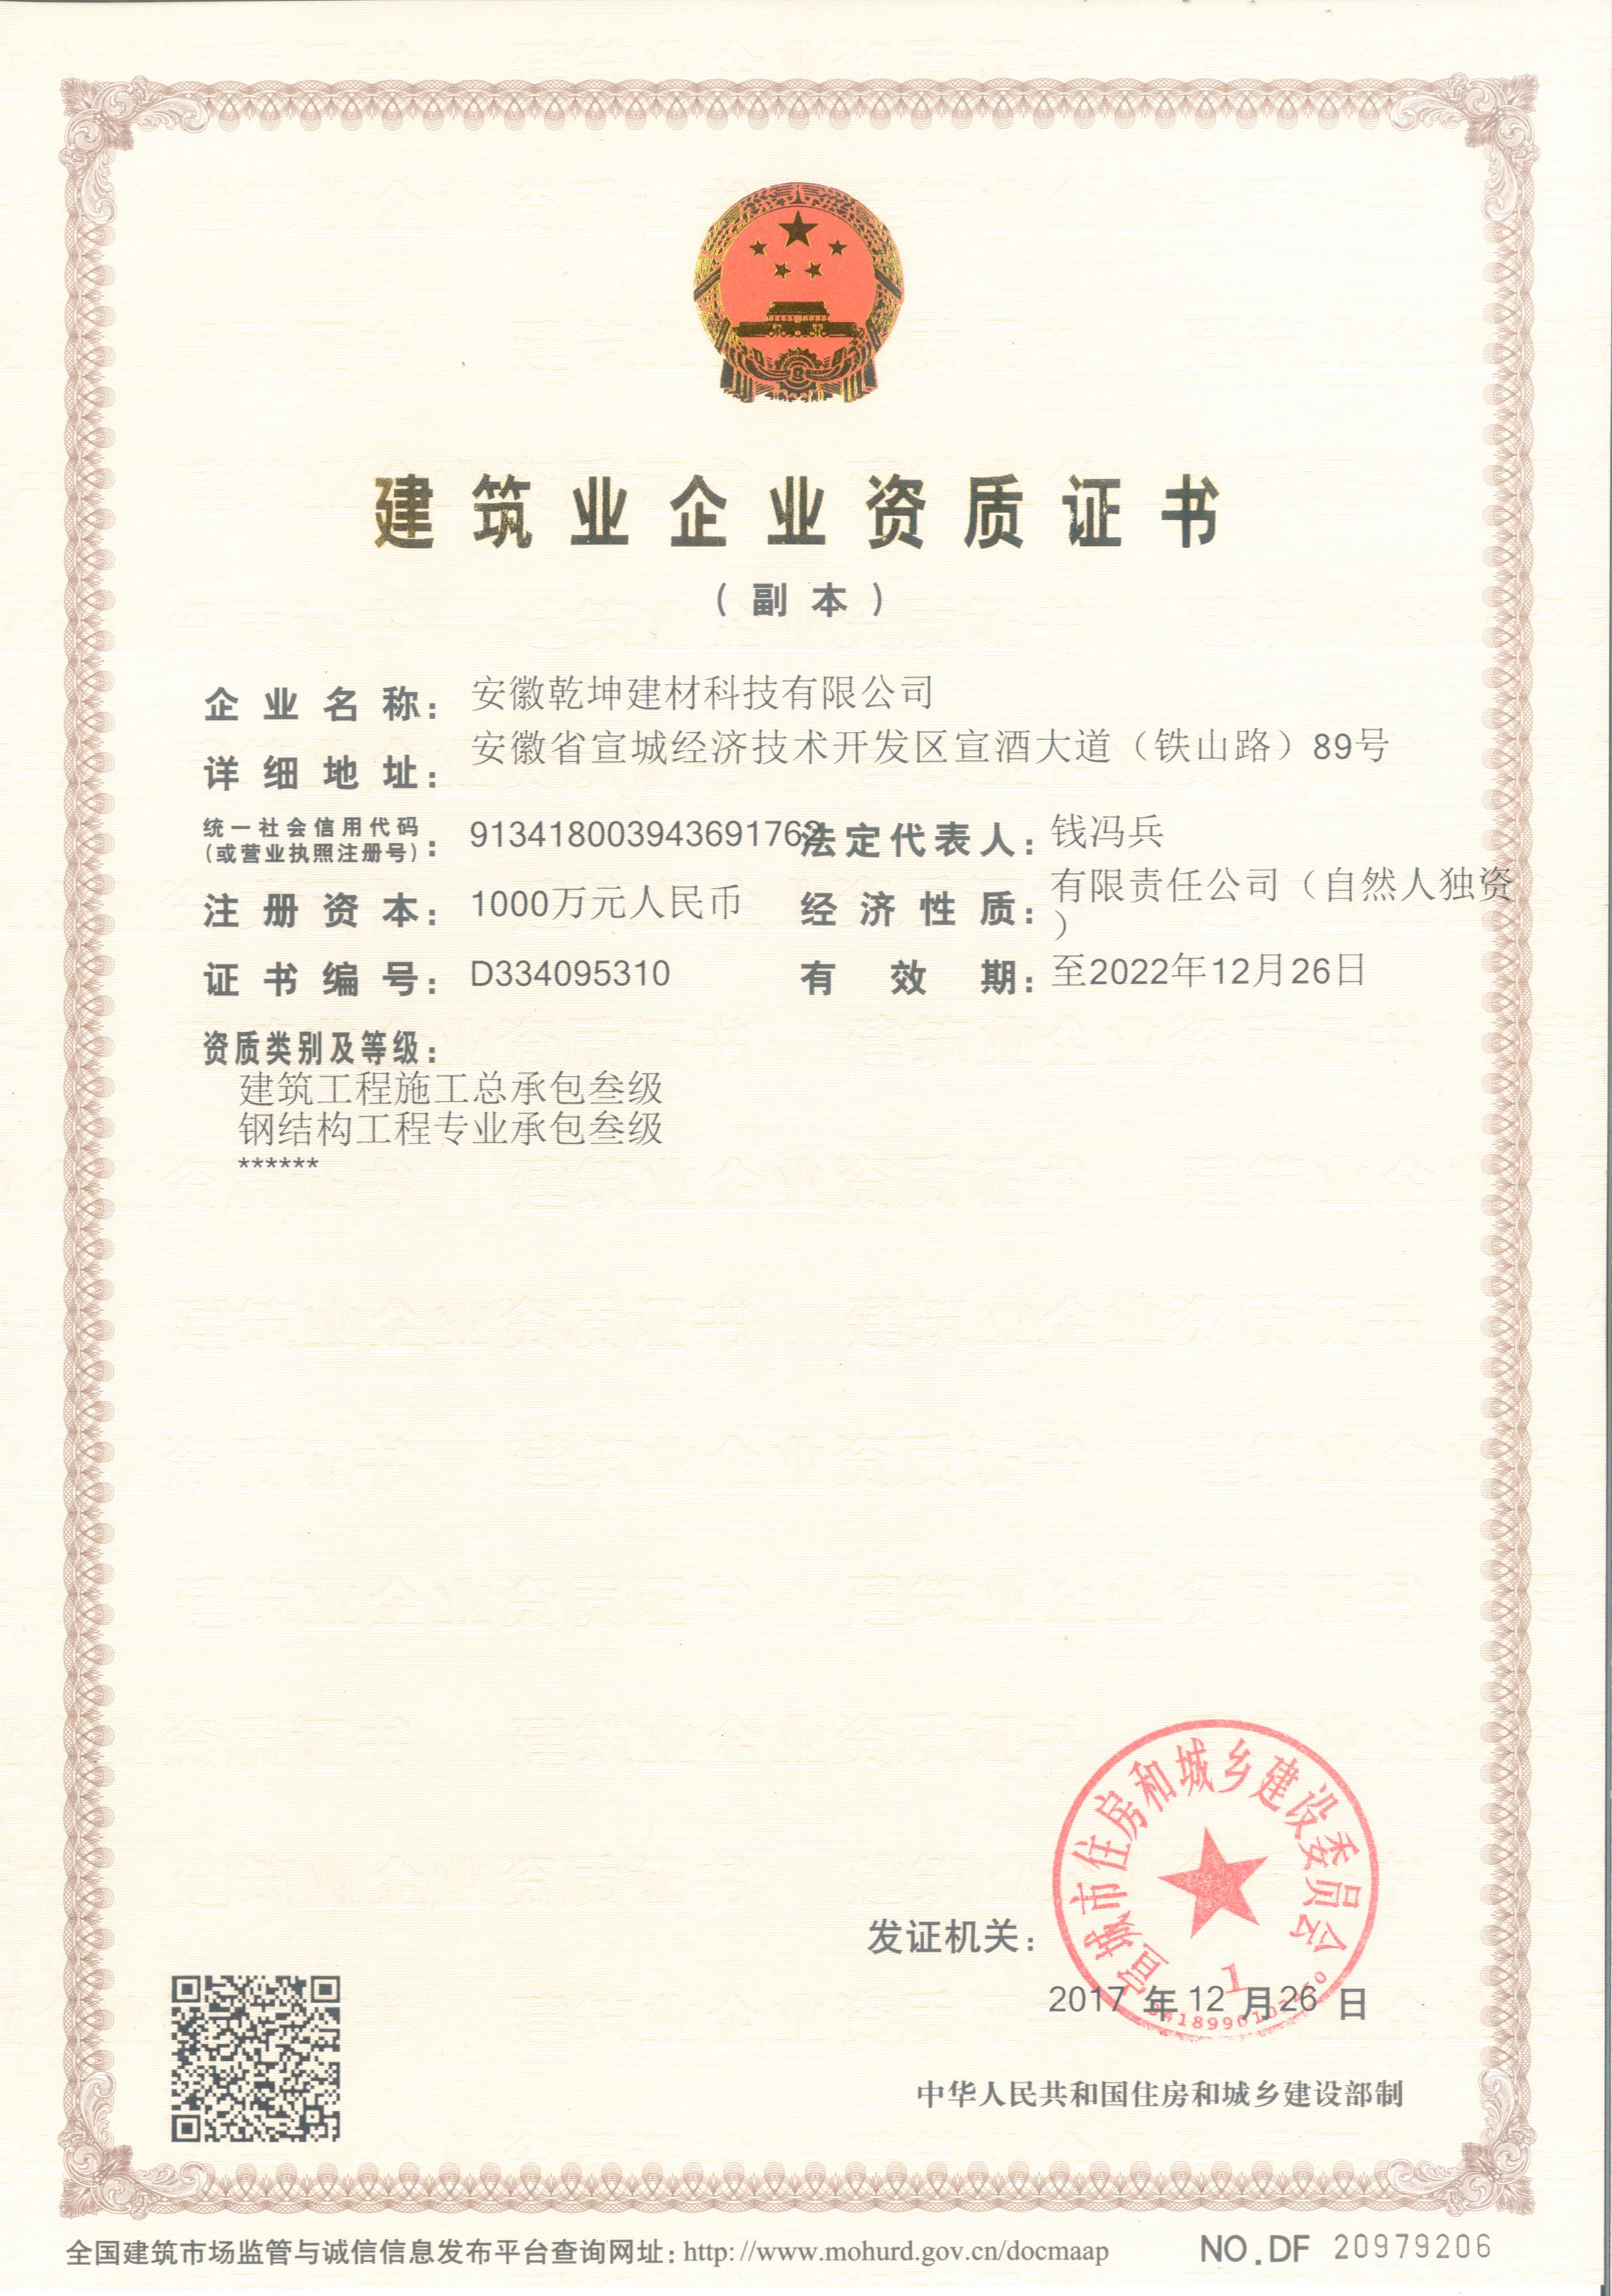 建筑业企业资质证书
（副本）
企业名称：安徽乾坤建材科技有限公司
详细地址：安徽省宣城经济技术开发区宣酒大道（铁山路）89号
统一社会信用代码
(或营业执照注册号)：913418003943691762 法定代表人：钱冯兵
注册资本：1000万元人民币 经济性质：有限责任公司（自然人独资
）
证书编号：D334095310 有效期：至2022年12月26日
资质类别及等级：
建筑工程施工总承包叁级
钢结构工程专业承包叁级
******
宣城市住房和城乡建设委员会
1
发证机关：
2017 年 12 月 26 日
中华人民共和国住房和城乡建设部制
全国建筑市场监管与诚信信息发布平台查询网址：http://www.mohurd.gov.cn/docmaap NO.DF 20979206